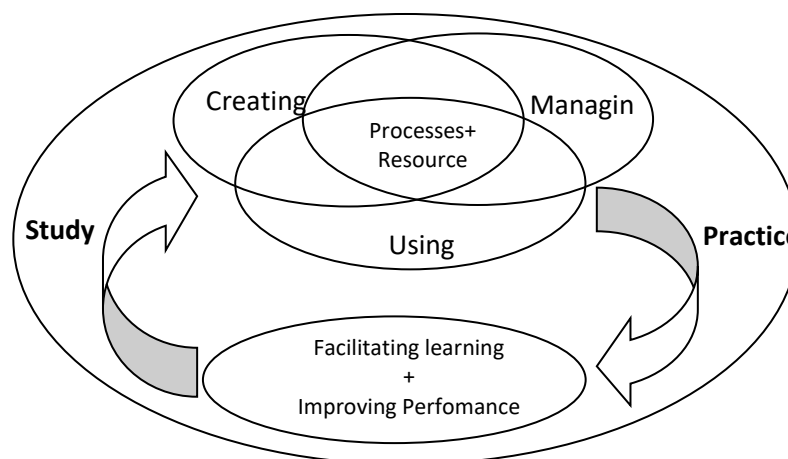 Creating
Managin
Processes+
Resource
Study
Practice
Using
Facilitating learning
+
Improving Perfomance